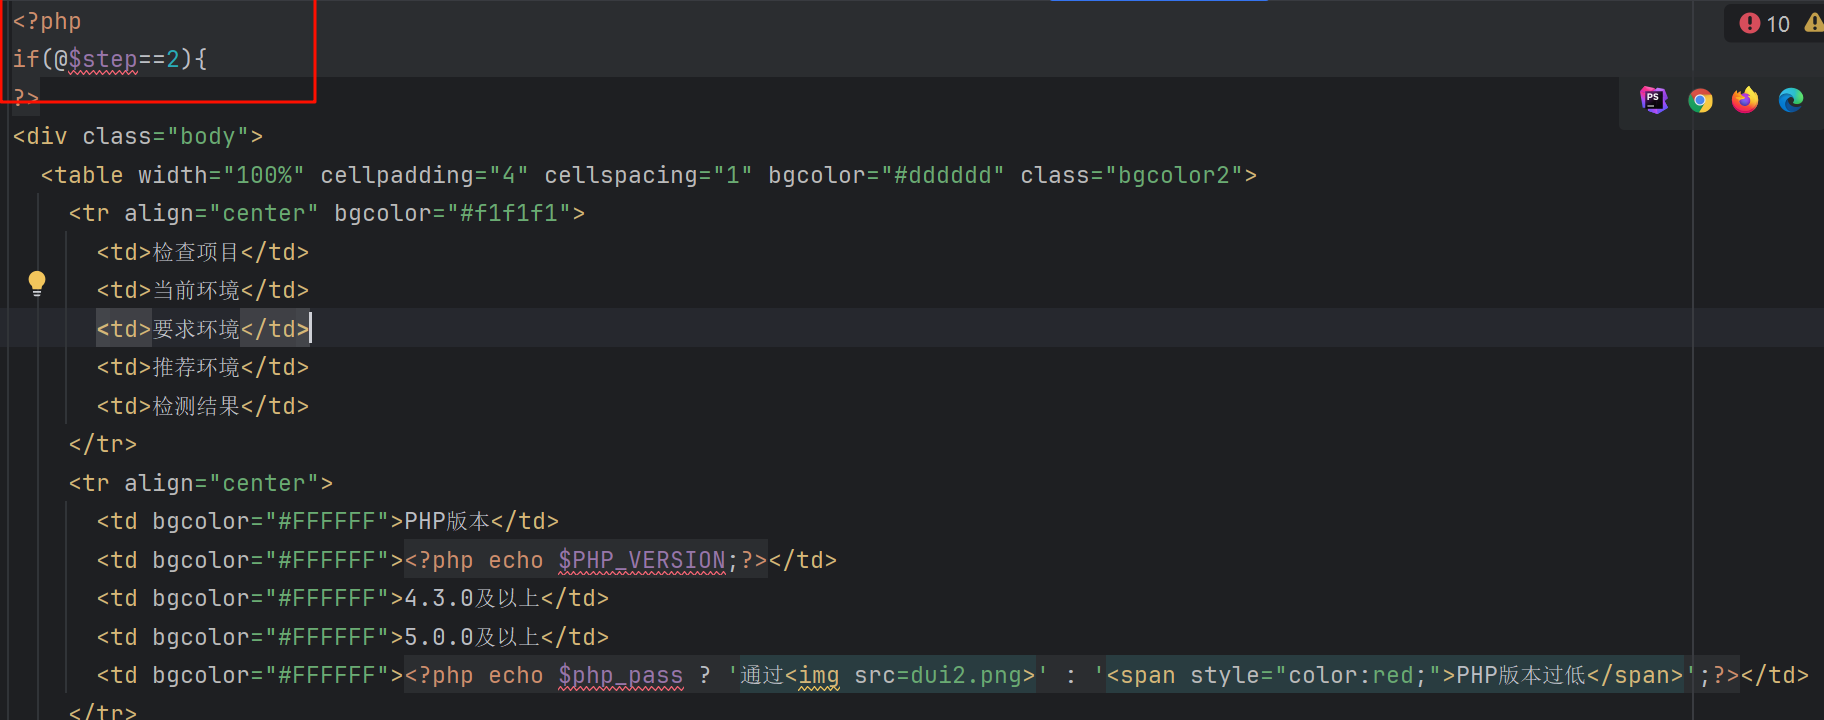 <?php
10
if(@$step==2){
?>
PS
<div class="body">
<table width="100%" cellpadding="4" cellspacing="1" bgcolor="#dddddd" class="bgcolor2">
<tr align="center" bgcolor="#f1f1f1">
<td>检查项目</td>
<td>当前环境</td>
<td>要求环境</td>
<td>推荐环境</td>
<td>检测结果</td>
</tr>
<tr align="center">
<td bgcolor="#FFFFFF">PHP版本</td>
<td bgcolor="#FFFFFF"><?php echo $PHP_VERSION;?></td>
<td bgcolor="#FFFFFF">4.3.0及以上</td>
<td bgcolor="#FFFFFF">5.0.0及以上</td>
<td bgcolor="#FFFFFF"><?php echo $php_pass ? '通过<img src=dui2.png>' : '<span style="color:red;">PHP版本过低</span>';?></td>
</tr>